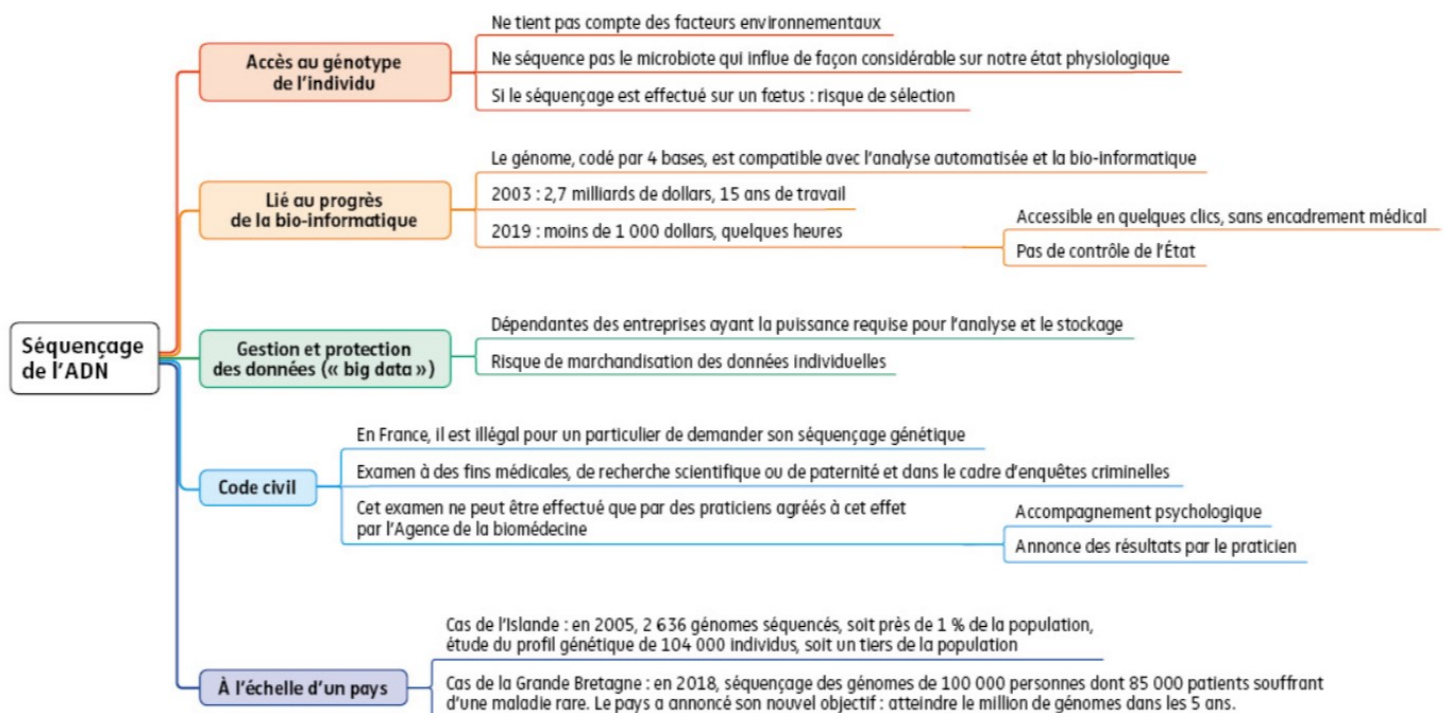 Séquençage
de l'ADN
Accès au génotype
de l'individu
Ne tient pas compte des facteurs environnementaux
Ne séquence pas le microbiote qui influe de façon considérable sur notre état physiologique
Si le séquençage est effectué sur un fœtus : risque de sélection
Lié au progrès
de la bio-informatique
Le génome, codé par 4 bases, est compatible avec l'analyse automatisée et la bio-informatique
2003 : 2,7 milliards de dollars, 15 ans de travail
2019 : moins de 1 000 dollars, quelques heures
Accessible en quelques clics, sans encadrement médical
Pas de contrôle de l'État
Gestion et protection
des données (« big data »)
Dépendantes des entreprises ayant la puissance requise pour l'analyse et le stockage
Risque de marchandisation des données individuelles
Code civil
En France, il est illégal pour un particulier de demander son séquençage génétique
Examen à des fins médicales, de recherche scientifique ou de paternité et dans le cadre d'enquêtes criminelles
Cet examen ne peut être effectué que par des praticiens agréés à cet effet
par l'Agence de la biomédecine
Accompagnement psychologique
Annonce des résultats par le praticien
À l'échelle d'un pays
Cas de l'Islande : en 2005, 2 636 génomes séquencés, soit près de 1 % de la population,
étude du profil génétique de 104 000 individus, soit un tiers de la population
Cas de la Grande Bretagne : en 2018, séquençage des génomes de 100 000 personnes dont 85 000 patients souffrant
d'une maladie rare. Le pays a annoncé son nouvel objectif : atteindre le million de génomes dans les 5 ans.